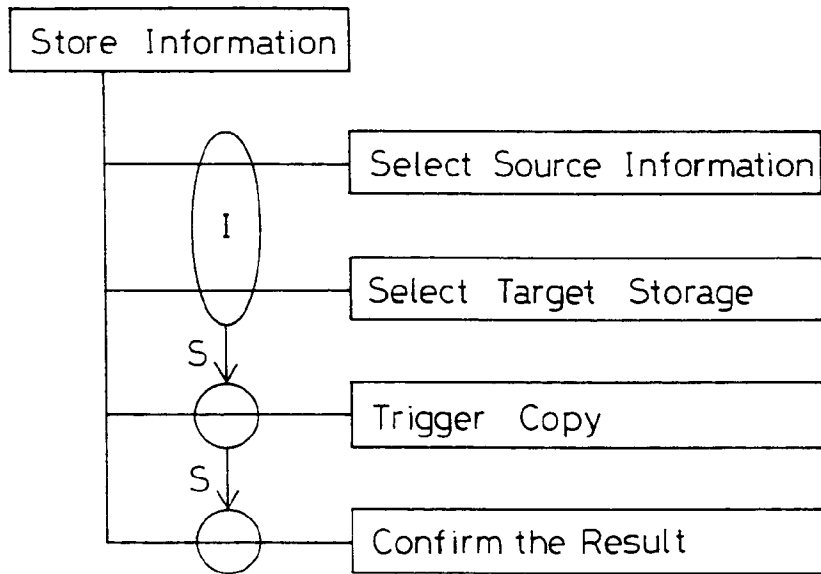 Store Information
Select Source Information
I
Select Target Storage
S
Trigger Copy
S
Confirm the Result